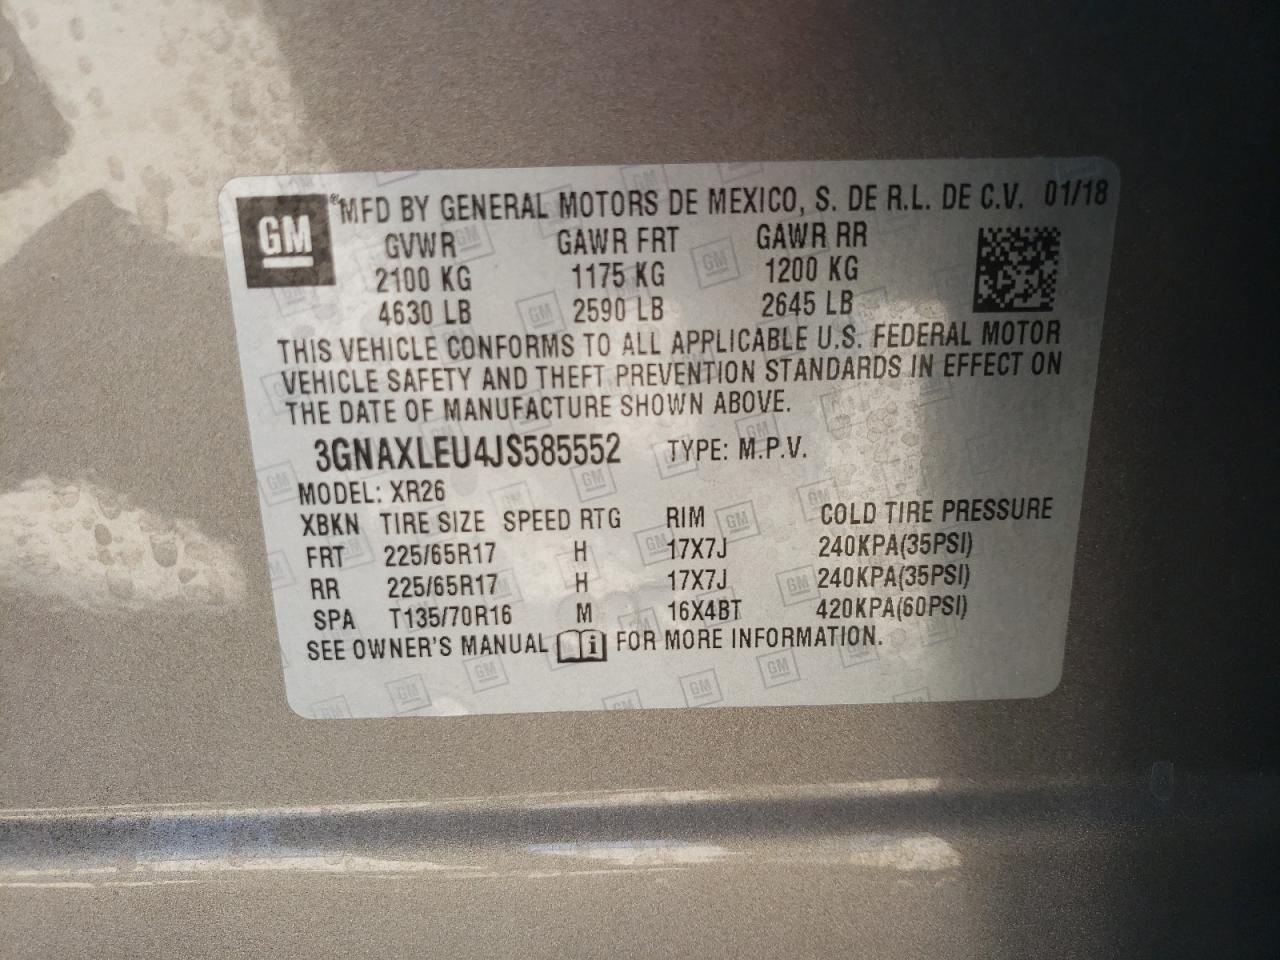 GM
®MFD BY GENERAL MOTORS DE MEXICO, S. DE R.L. DE C.V. 01/18
GVWR GAWR FRT GAWR RR
2100 KG 1175 KG 1200 KG
4630 LB 2590 LB 2645 LB
THIS VEHICLE CONFORMS TO ALL APPLICABLE U.S. FEDERAL MOTOR
VEHICLE SAFETY AND THEFT PREVENTION STANDARDS IN EFFECT ON
THE DATE OF MANUFACTURE SHOWN ABOVE.
3GNAXLEU4JS585552 TYPE: M.P.V.
MODEL: XR26
XBKN TIRE SIZE SPEED RTG RIM COLD TIRE PRESSURE
FRT 225/65R17 H 17X7J 240KPA(35PSI)
RR 225/65R17 H 17X7J 240KPA(35PSI)
SPA T135/70R16 M 16X4BT 420KPA(60PSI)
SEE OWNER'S MANUAL i FOR MORE INFORMATION.